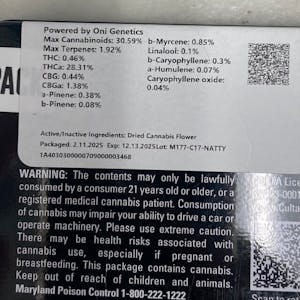 Powered by Oni Genetics
Max Cannabinoids: 30.59%
Max Terpenes: 1.92%
THC: 0.46%
THCa: 28.31%
CBG: 0.44%
CBGa: 1.38%
a-Pinene: 0.38%
b-Pinene: 0.08%
b-Myrcene: 0.85%
Linalool: 0.1%
b-Caryophyllene: 0.3%
a-Humulene: 0.07%
Caryophyllene oxide:
0.04%
Active/Inactive Ingredients: Dried Cannabis Flower
Packaged: 2.11.2025 Exp: 12.13.2025 Lot: M177-C17-NATTY
1A4030300007090000003468
WARNING: The contents may only be lawfully
consumed by a consumer 21 years old or older, or a
registered medical cannabis patient. Consumption
of cannabis may impair your ability to drive a car or
operate machinery. Please use extreme caution.
There may be health risks associated with
cannabis use, especially if pregnant or
breastfeeding. This package contains cannabis.
Keep out of reach of children and animals.
Maryland Poison Control 1-800-222-1222
Scan to re